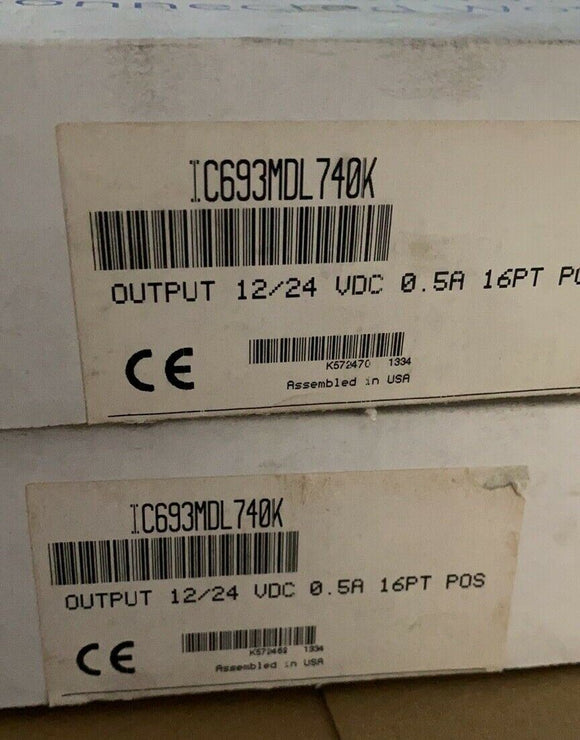 IC693MDL740K
OUTPUT 12/24 VDC 0.5A 16PT
K572470 1334
CE
Assembled in USA
IC693MDL740K
OUTPUT 12/24 VDC 0.5A 16PT POS
1334
CE
Assembled in USA